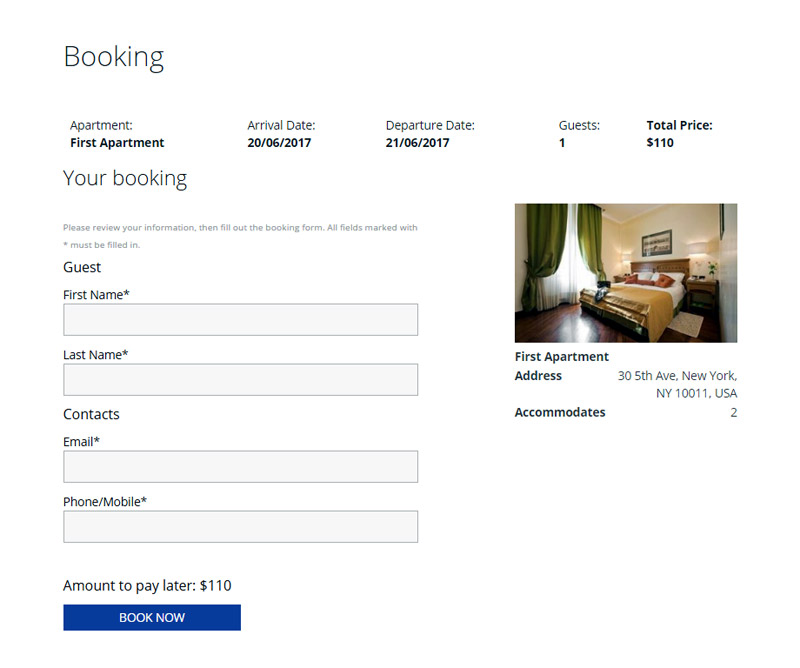 Booking
Apartment: Arrival Date: Departure Date: Guests: Total Price:
First Apartment 20/06/2017 21/06/2017 1 $110
Your booking
Please review your information, then fill out the booking form. All fields marked with
* must be filled in.
Guest
First Name*
Last Name*
Contacts
Email*
Phone/Mobile*
Amount to pay later: $110
BOOK NOW
First Apartment
Address 30 5th Ave, New York,
NY 10011, USA
Accommodates 2